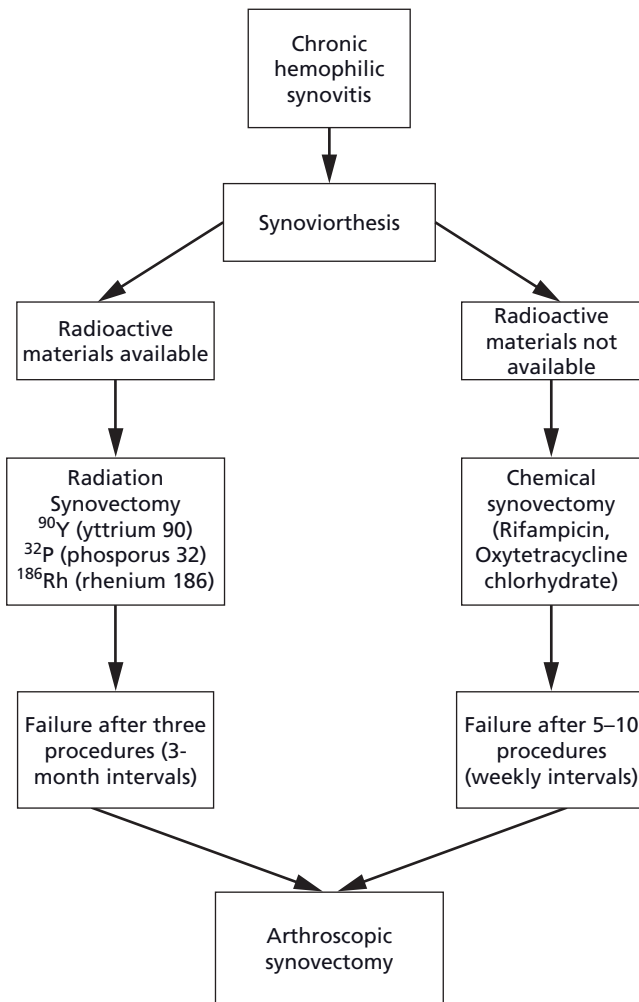 Chronic
hemophilic
synovitis
Synoviorthesis
Radioactive
materials available
Radioactive
materials not
available
Radiation
Synovectomy
⁹⁰Y (yttrium 90)
³²P (phosporus 32)
¹⁸⁶Rh (rhenium 186)
Chemical
synovectomy
(Rifampicin,
Oxytetracycline
chlorhydrate)
Failure after three
procedures (3-
month intervals)
Failure after 5–10
procedures
(weekly intervals)
Arthroscopic
synovectomy